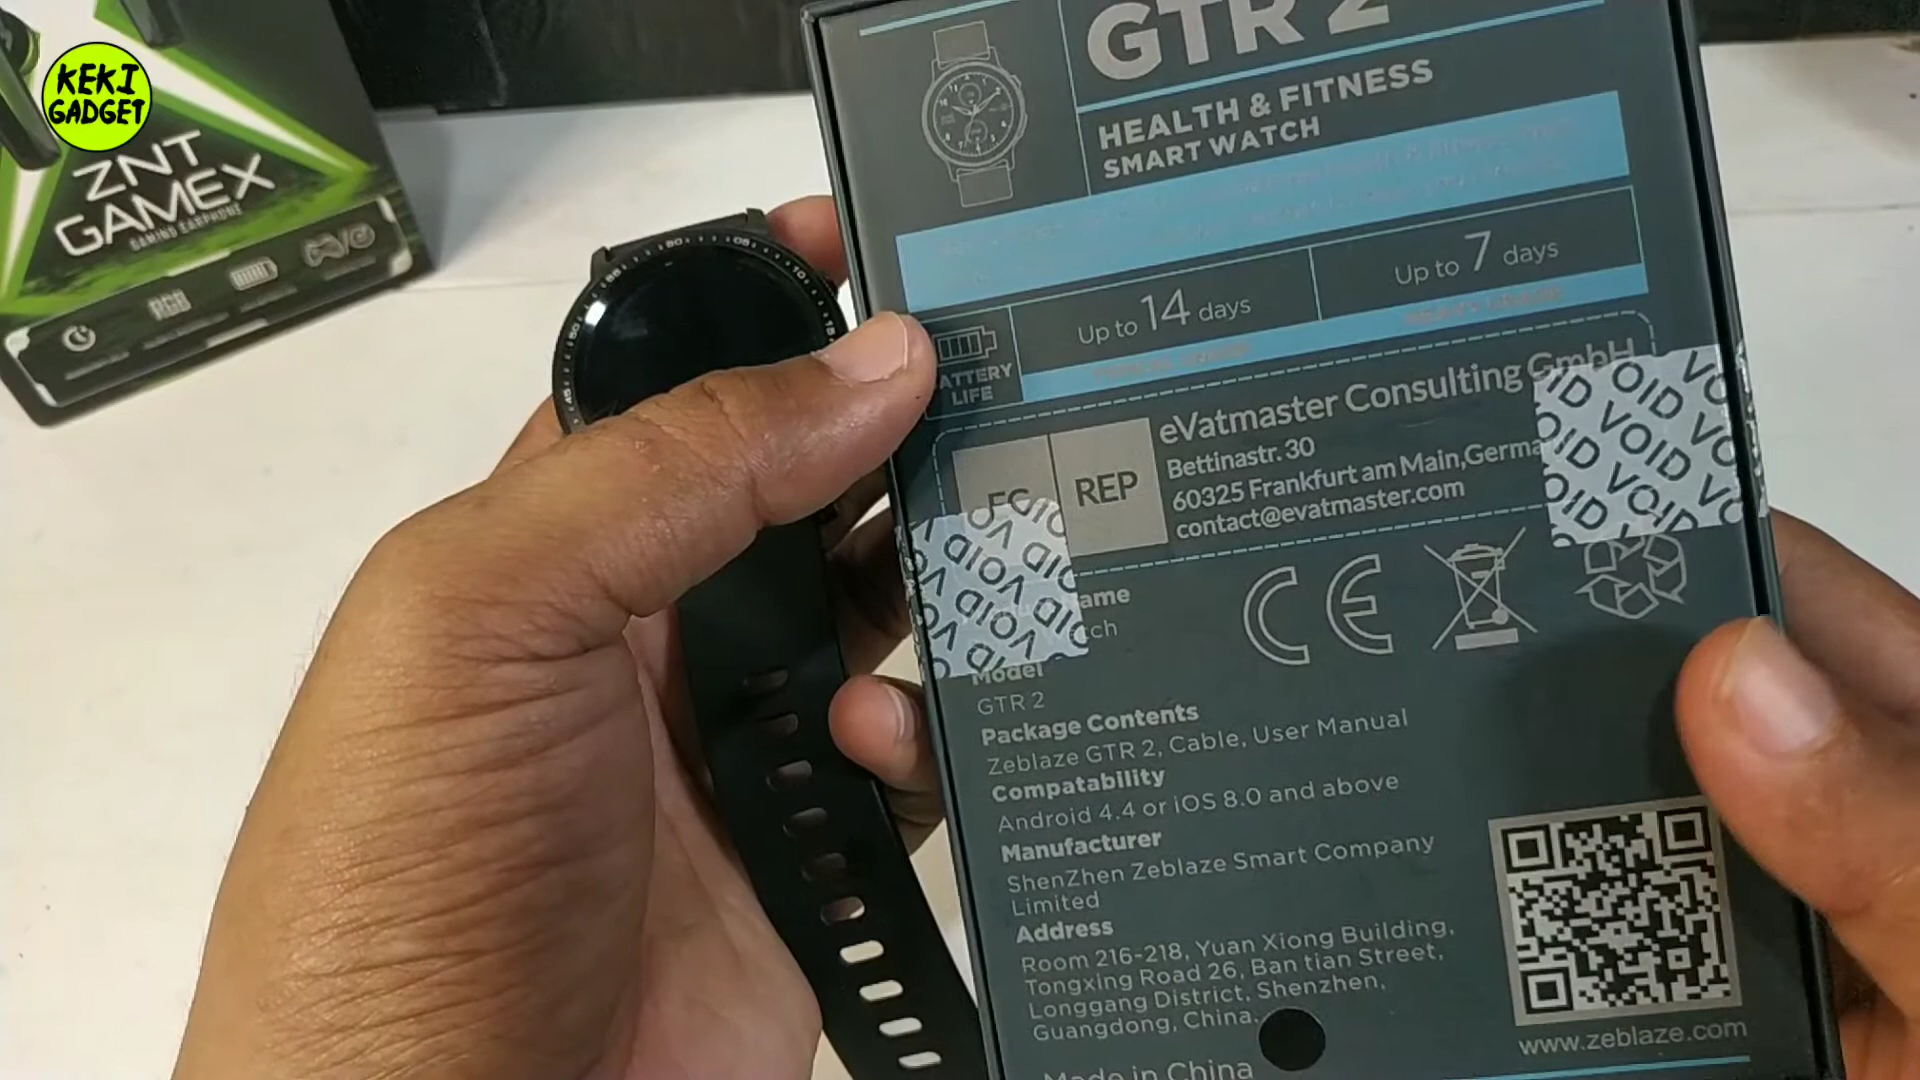 KEKI
GADGET
ZNT
GAMEX
GAMING EARPHONE
RGB
GTR 2
HEALTH & FITNESS
SMART WATCH
Up to 14 days
Up to 7 days
ATTERY
LIFE
eVatmaster Consulting GmbH
Bettinastr. 30
60325 Frankfurt am Main,Germa
contact@evatmaster.com
REP
VOID VOID
VOID VOID
CE
ame
tch
Model
GTR 2
Package Contents
Zeblaze GTR 2, Cable, User Manual
Compatability
Android 4.4 or iOS 8.0 and above
Manufacturer
ShenZhen Zeblaze Smart Company
Limited
Address
Room 216-218, Yuan Xiong Building,
Tongxing Road 26, Ban tian Street,
Longgang District, Shenzhen,
Guangdong, China.
Made in China
www.zeblaze.com